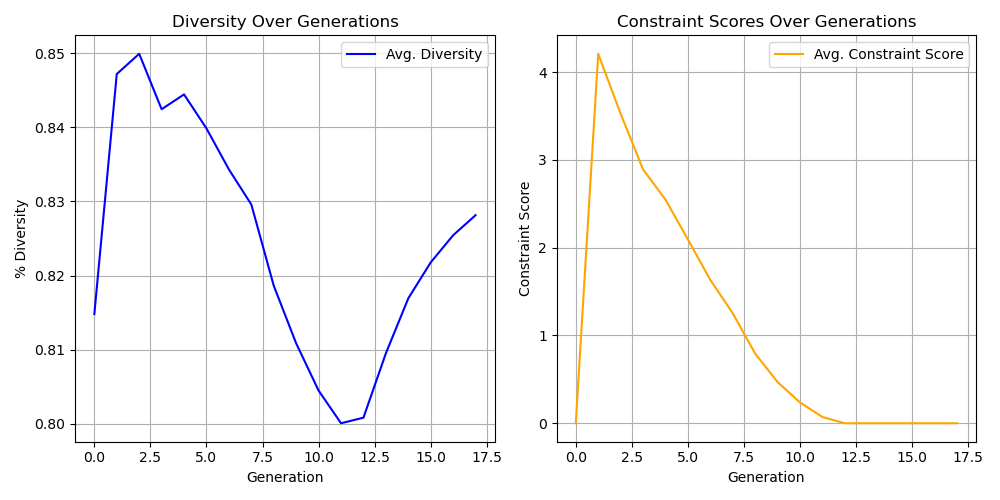 Diversity Over Generations
Avg. Diversity
0.85
0.84
0.83
0.82
0.81
0.80
% Diversity
0.0 2.5 5.0 7.5 10.0 12.5 15.0 17.5
Generation
Constraint Scores Over Generations
Avg. Constraint Score
4
3
2
1
0
Constraint Score
0.0 2.5 5.0 7.5 10.0 12.5 15.0 17.5
Generation